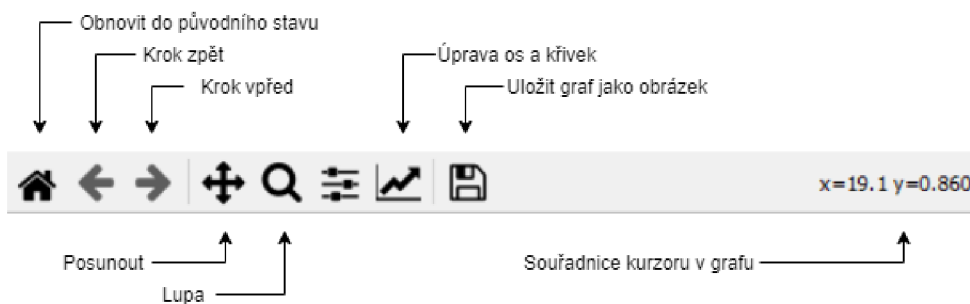 Obnovit do původního stavu
Krok zpět
Úprava os a křivek
Krok vpřed
Uložit graf jako obrázek
x=19.1 y=0.860
Posunout
Souřadnice kurzoru v grafu
Lupa